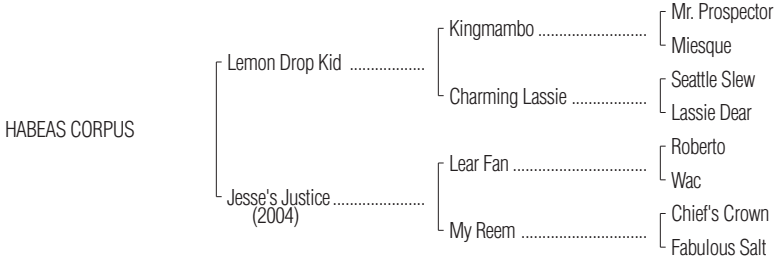 Mr. Prospector
Kingmambo ..........................
Miesque
Lemon Drop Kid ..................
Seattle Slew
Charming Lassie ..................
Lassie Dear
HABEAS CORPUS
Roberto
Lear Fan ................................
Wac
Jesse's Justice ......................
(2004)
Chief's Crown
My Reem ..............................
Fabulous Salt